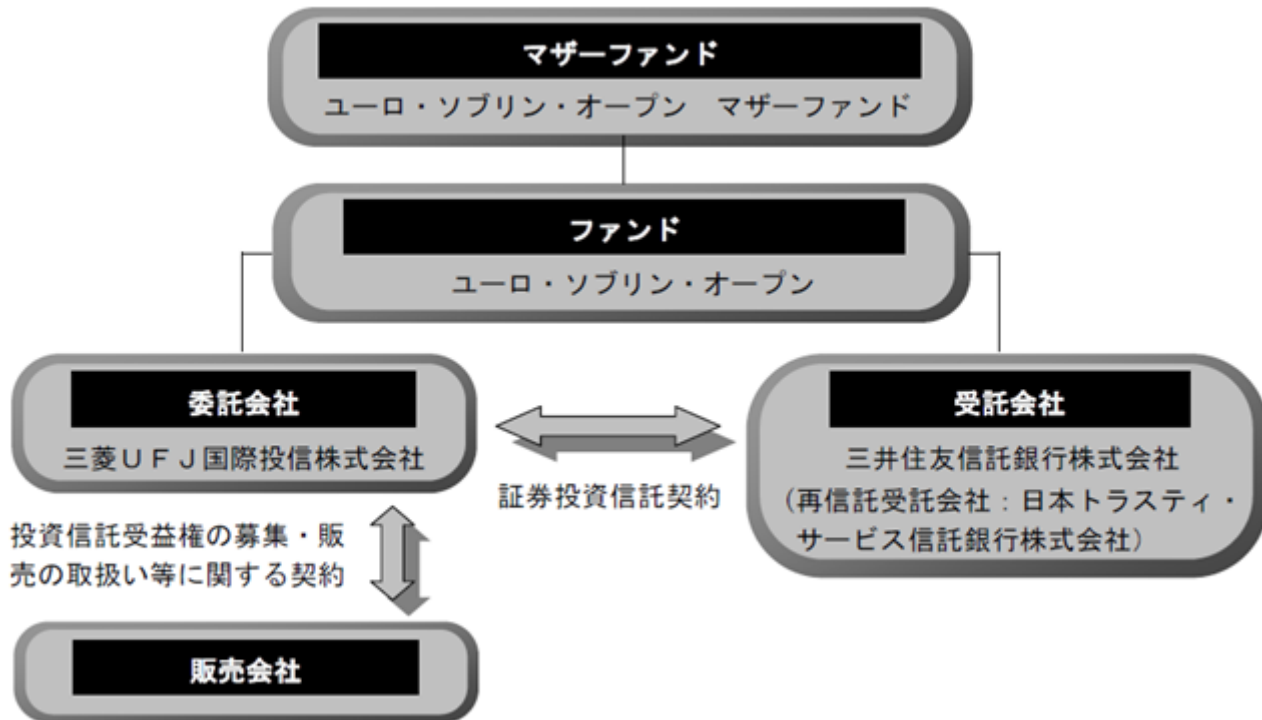 マザーファンド
ユーロ・ソブリン・オープン　マザーファンド
ファンド
ユーロ・ソブリン・オープン
委託会社
三菱ＵＦＪ国際投信株式会社
証券投資信託契約
受託会社
三井住友信託銀行株式会社
（再信託受託会社：日本トラスティ・
サービス信託銀行株式会社）
投資信託受益権の募集・販
売の取扱い等に関する契約
販売会社